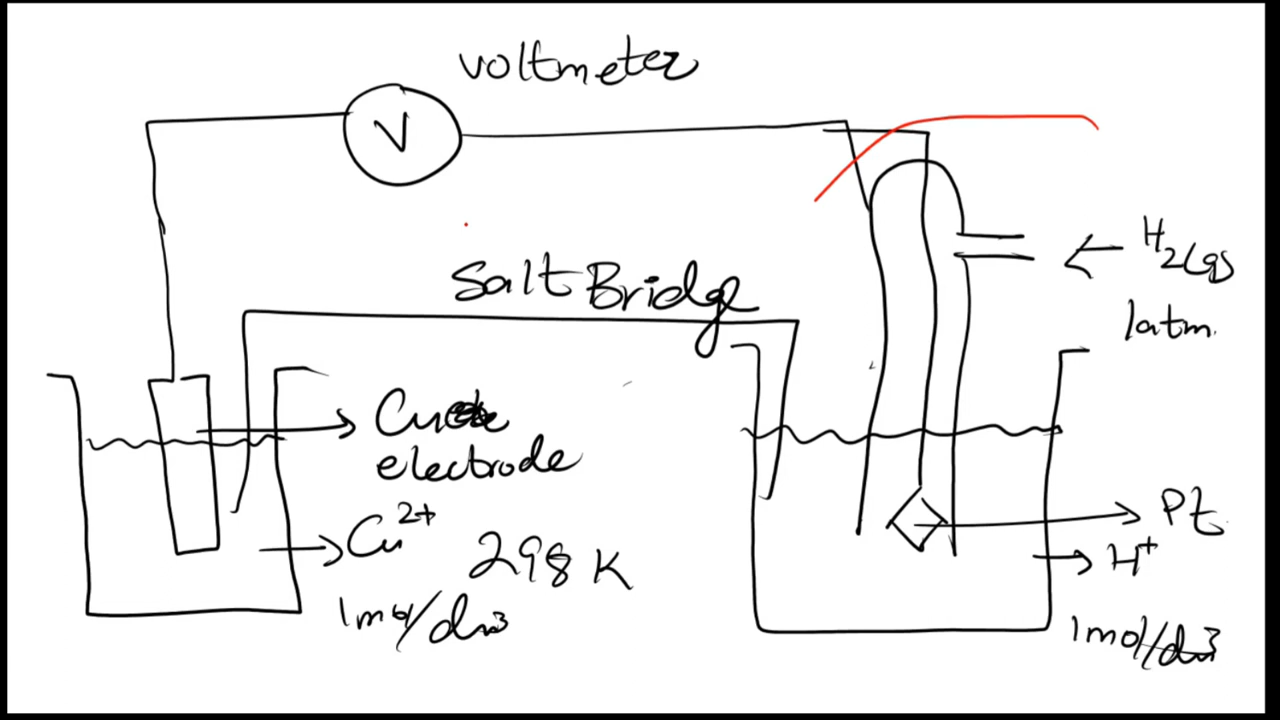 voltmeter
V
H2(g)
1atm.
Salt Bridge
Cu
electrode
Cu2+
1mol/dm3
298 K
Pt
H+
1mol/dm3